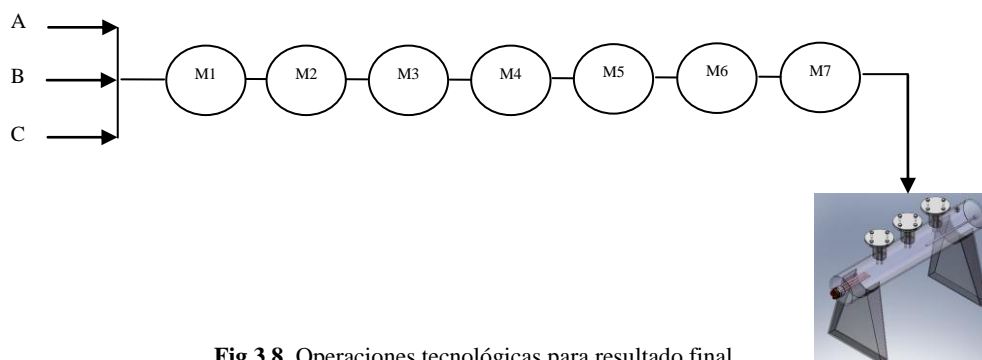 A
B
C
M1 M2 M3 M4 M5 M6 M7
Fig 3.8 Operaciones tecnológicas para resultado final